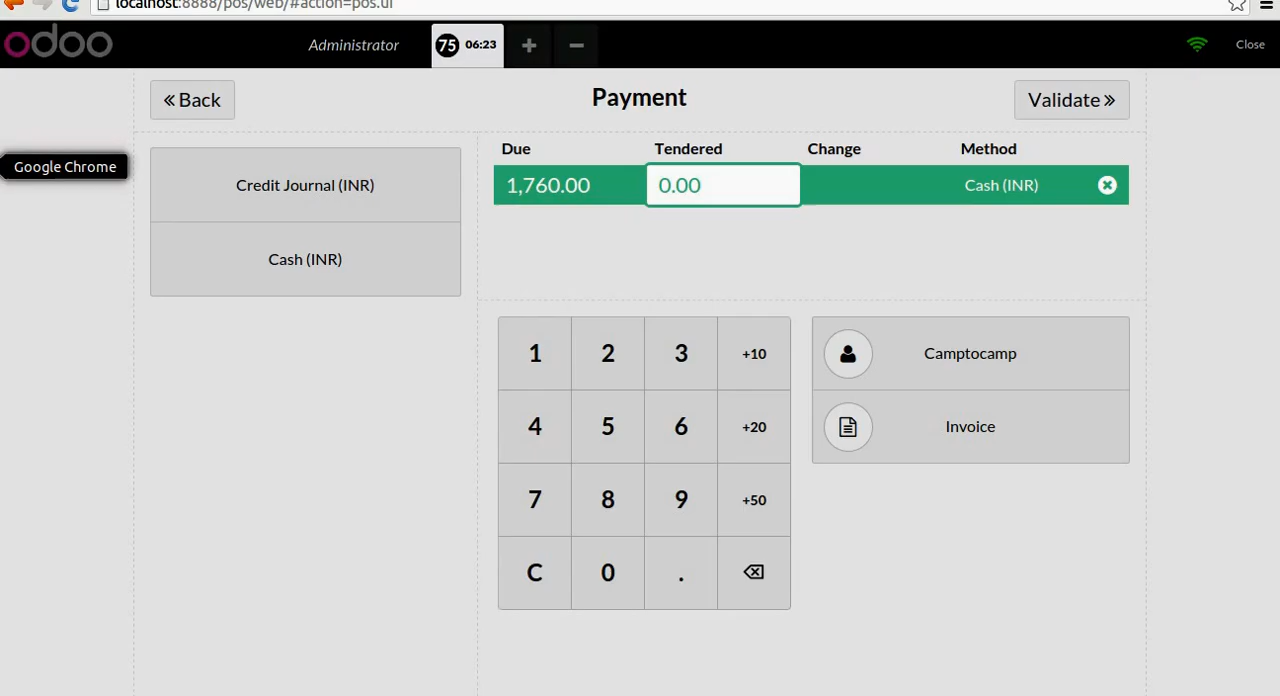 localhost:8888/pos/web/#action=pos.ui
odoo
Administrator
75 06:23 + −
Close
« Back
Payment
Validate »
Google Chrome
Due Tendered Change Method
1,760.00 0.00 Cash (INR)
Credit Journal (INR)
Cash (INR)
1 2 3 +10
4 5 6 +20
7 8 9 +50
C 0 .
Camptocamp
Invoice